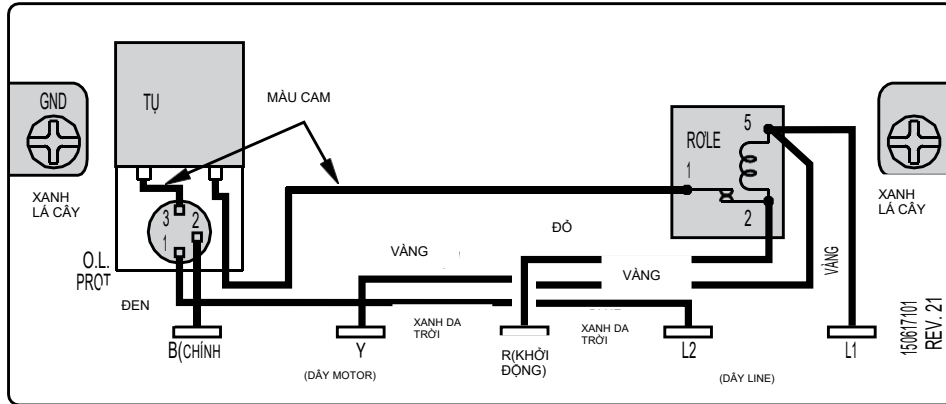 GND
TỤ
MÀU CAM
XANH
LÁ CÂY
3
2
1
O.L.
PROT
ĐEN
VÀNG
ĐỎ
VÀNG
RƠLE
5
1
2
VÀNG
XANH
LÁ CÂY
XANH DA
TRỜI
XANH DA
TRỜI
B(CHÍNH
Y
R(KHỞI
ĐỘNG)
L2
L1
(DÂY MOTOR)
(DÂY LINE)
150617101
REV. 21